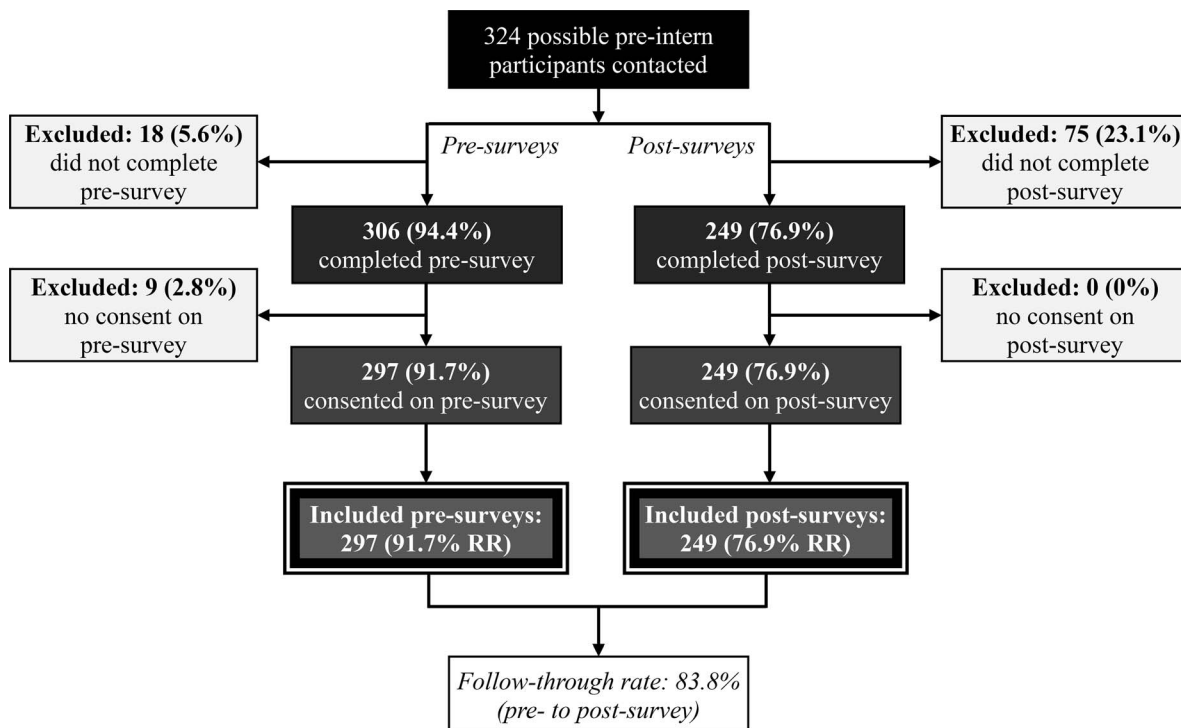 324 possible pre-intern
participants contacted
Pre-surveys
Post-surveys
Excluded: 18 (5.6%)
did not complete
pre-survey
Excluded: 75 (23.1%)
did not complete
post-survey
306 (94.4%)
completed pre-survey
249 (76.9%)
completed post-survey
Excluded: 9 (2.8%)
no consent on
pre-survey
Excluded: 0 (0%)
no consent on
post-survey
297 (91.7%)
consented on pre-survey
249 (76.9%)
consented on post-survey
Included pre-surveys:
297 (91.7% RR)
Included post-surveys:
249 (76.9% RR)
Follow-through rate: 83.8%
(pre- to post-survey)